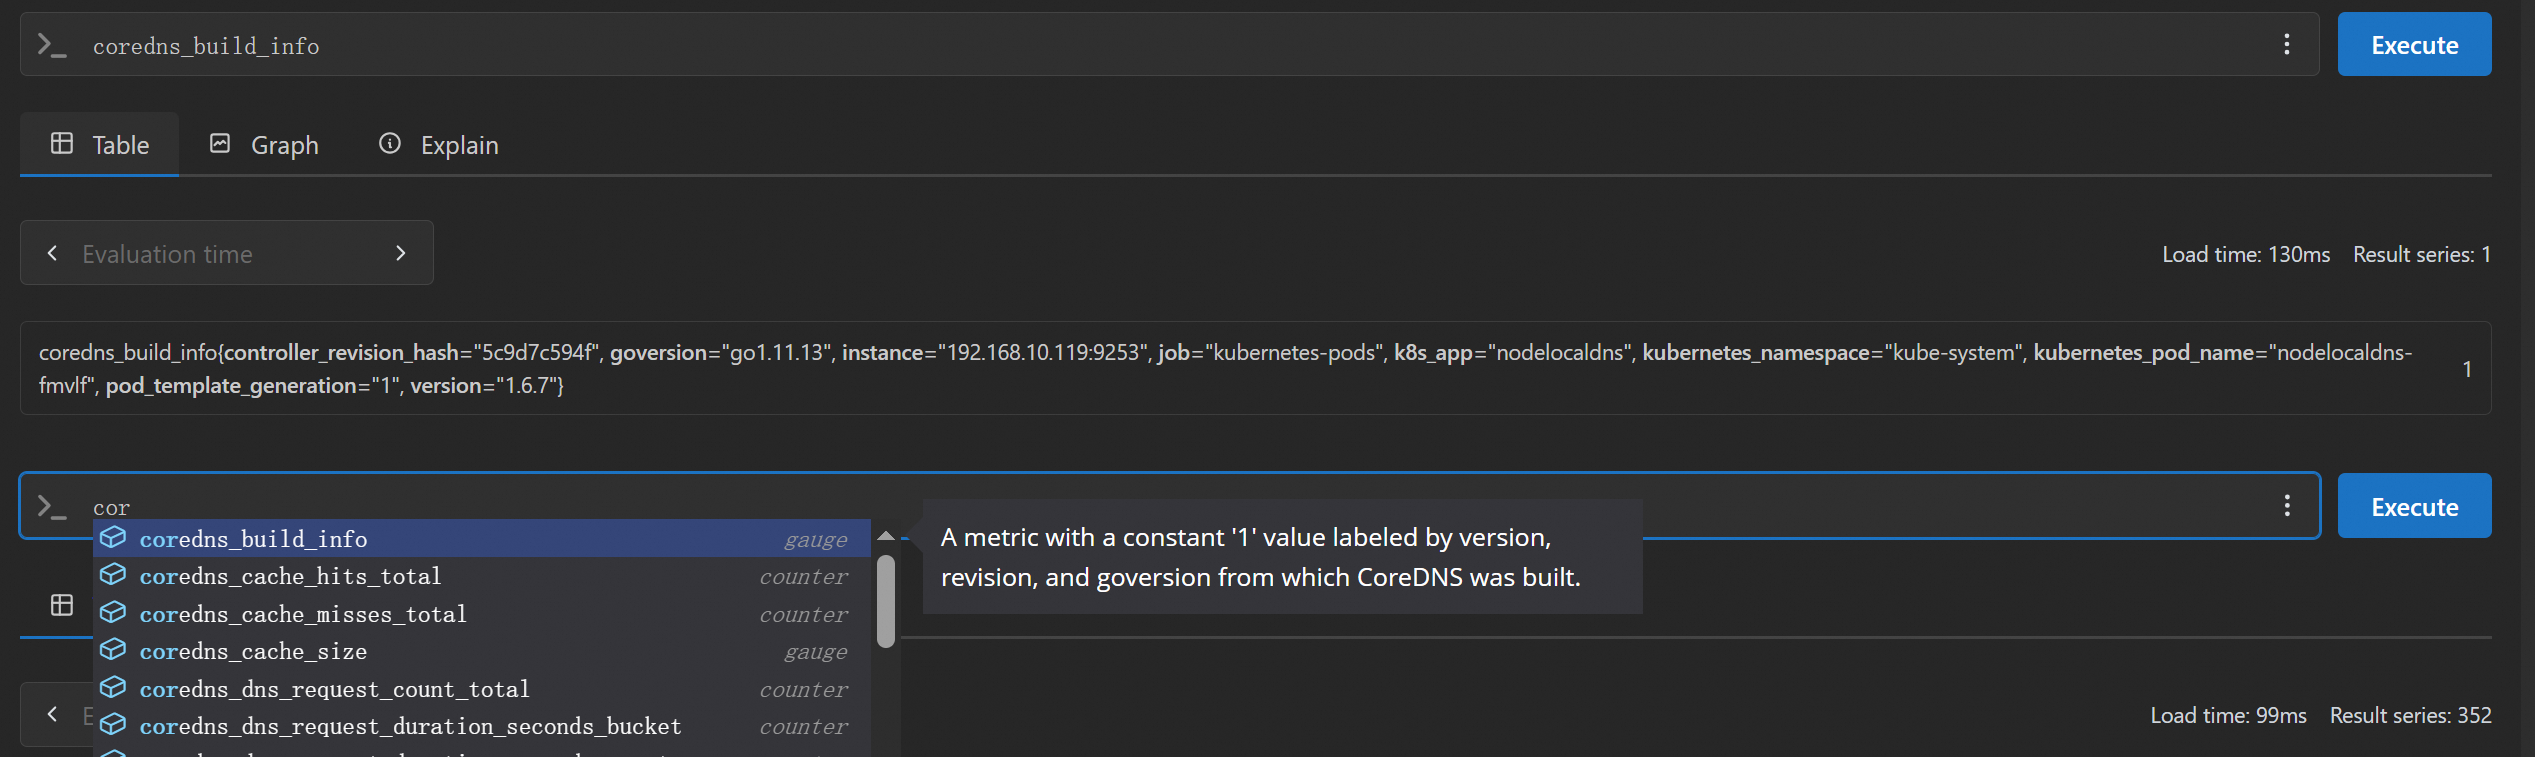 coredns_build_info
Execute
Table Graph Explain
Evaluation time
Load time: 130ms Result series: 1
coredns_build_info{controller_revision_hash="5c9d7c594f", goversion="go1.11.13", instance="192.168.10.119:9253", job="kubernetes-pods", k8s_app="nodelocaldns", kubernetes_namespace="kube-system", kubernetes_pod_name="nodelocaldns-
fmvlf", pod_template_generation="1", version="1.6.7"}
1
cor
Execute
coredns_build_info gauge
coredns_cache_hits_total counter
coredns_cache_misses_total counter
coredns_cache_size gauge
coredns_dns_request_count_total counter
coredns_dns_request_duration_seconds_bucket counter
A metric with a constant '1' value labeled by version,
revision, and goversion from which CoreDNS was built.
Load time: 99ms Result series: 352